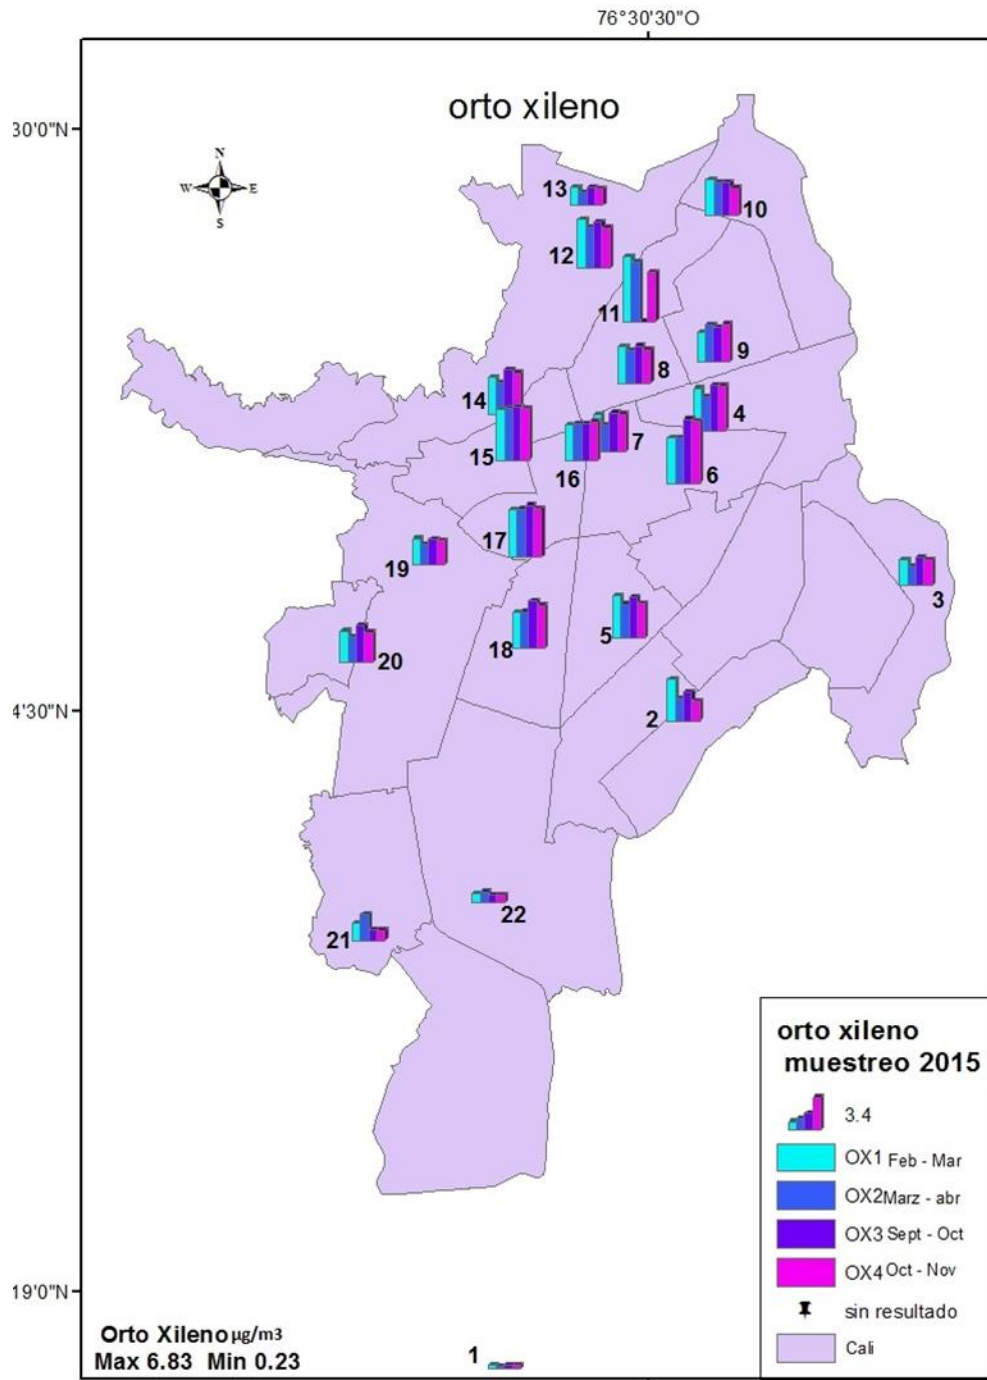 76°30'30"O
30'0"N
orto xileno
N
W E
S
13
10
12
11
9
8
14
4
7
15
16
6
17
19
3
5
18
20
4'30"N
2
22
21
orto xileno
muestreo 2015
3.4
OX1 Feb - Mar
OX2 Marz - abr
OX3 Sept - Oct
OX4 Oct - Nov
sin resultado
Cali
19'0"N
Orto Xileno µg/m3
Max 6.83 Min 0.23
1